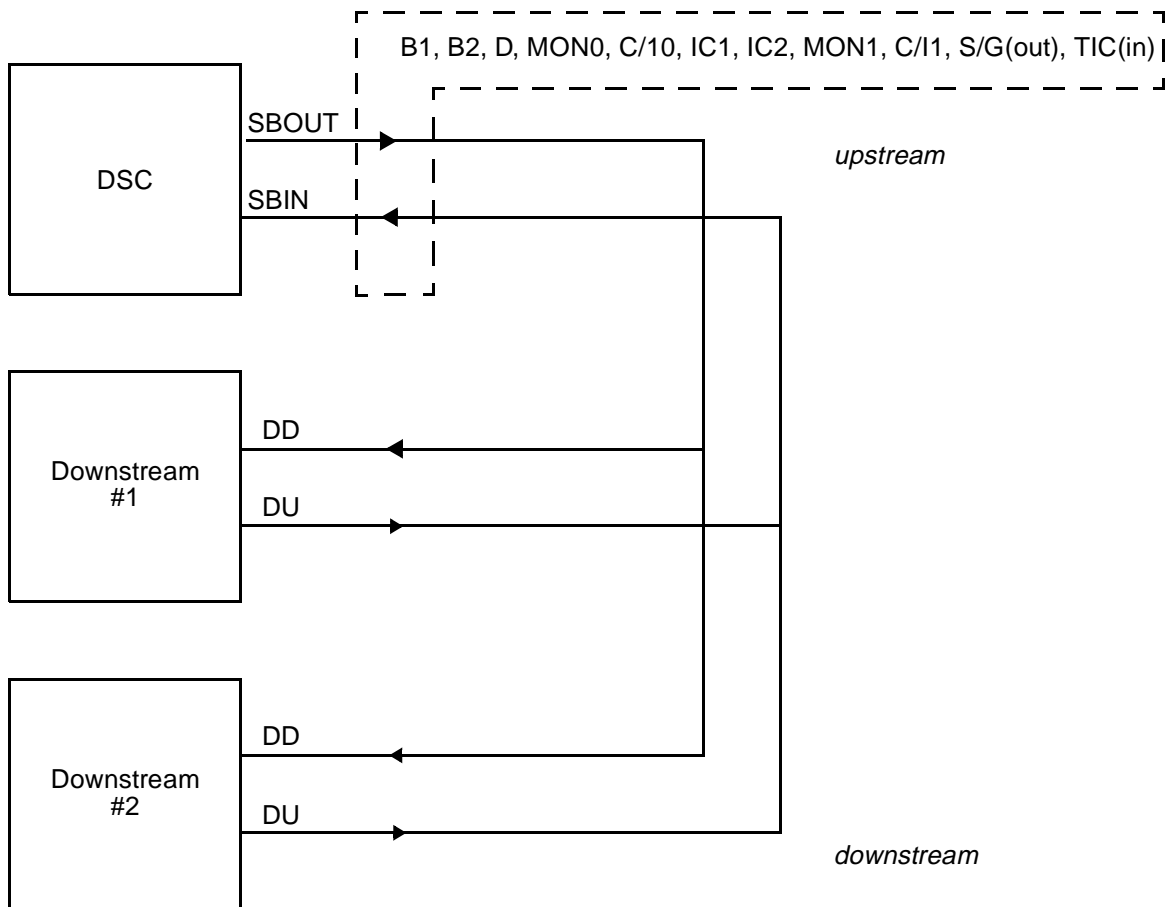 B1, B2, D, MON0, C/10, IC1, IC2, MON1, C/I1, S/G(out), TIC(in)
SBOUT
upstream
DSC
SBIN
DD
Downstream
#1
DU
DD
Downstream
#2
DU
downstream